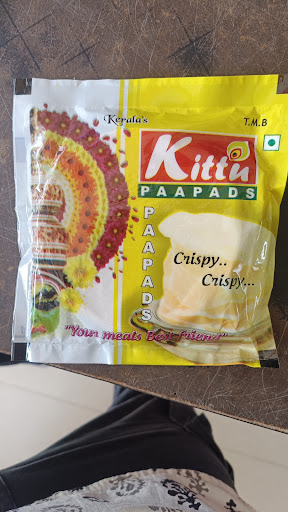 Kerala's
T.M.B
Kittu
PAAPADS
PAAPADS
Crispy..
Crispy...
"Your meals Best Friend"